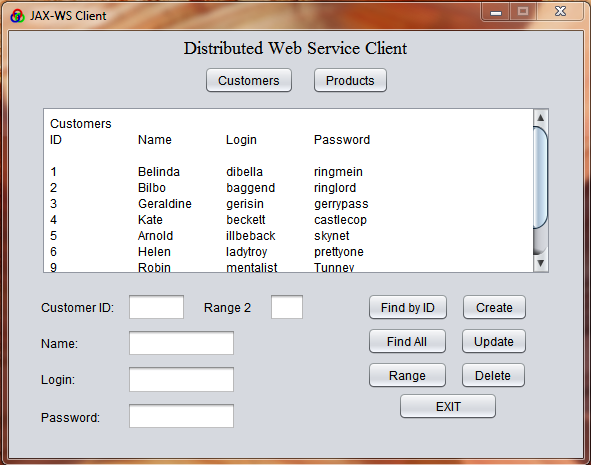 JAX-WS Client
Distributed Web Service Client
Customers Products
Customers
ID Name Login Password
1 Belinda dibella ringmein
2 Bilbo baggend ringlord
3 Geraldine gerisin gerrypass
4 Kate beckett castlecop
5 Arnold illbeback skynet
6 Helen ladytroy prettyone
9 Robin mentalist Tunney
Customer ID: Range 2 Find by ID Create
Name: Find All Update
Login: Range Delete
Password: EXIT